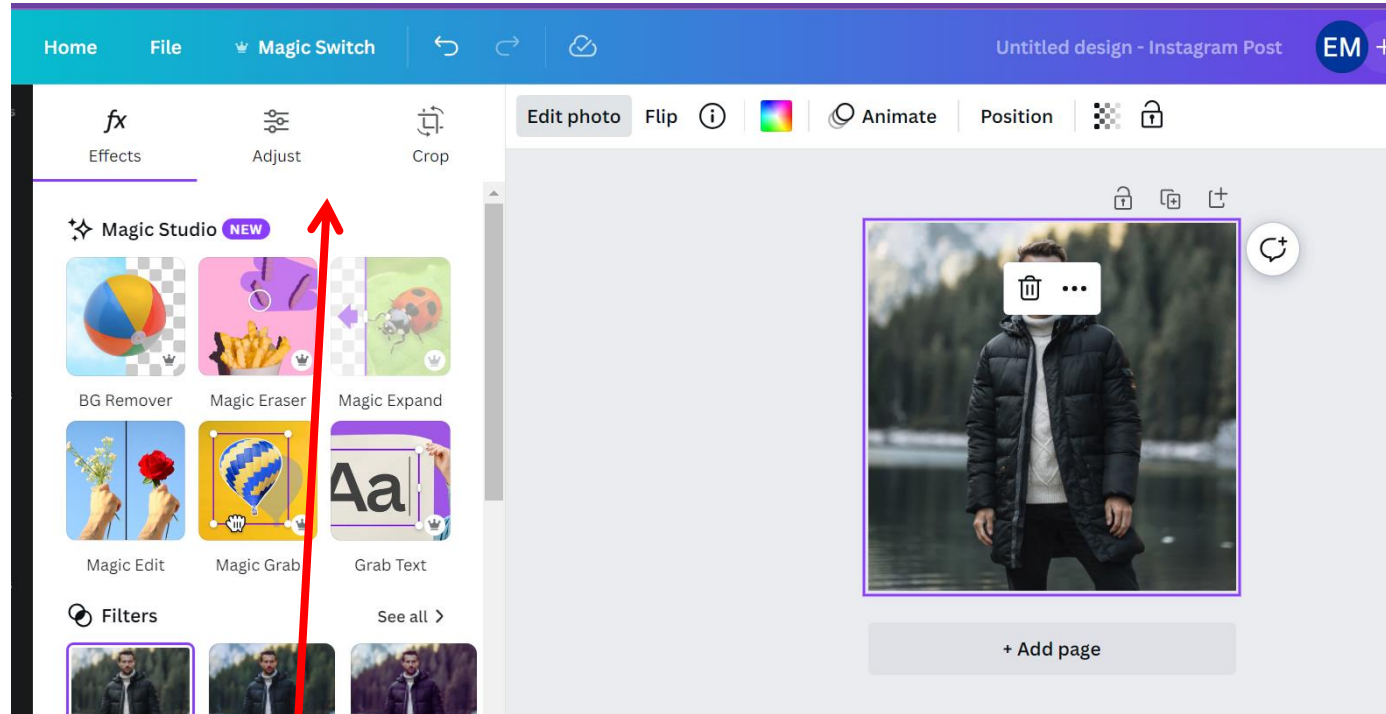 Home File Magic Switch Untitled design - Instagram Post EM +
fx
Effects Adjust Crop
Edit photo Flip Animate Position
Magic Studio NEW
BG Remover Magic Eraser Magic Expand
Aa
Magic Edit Magic Grab Grab Text
Filters See all
+ Add page